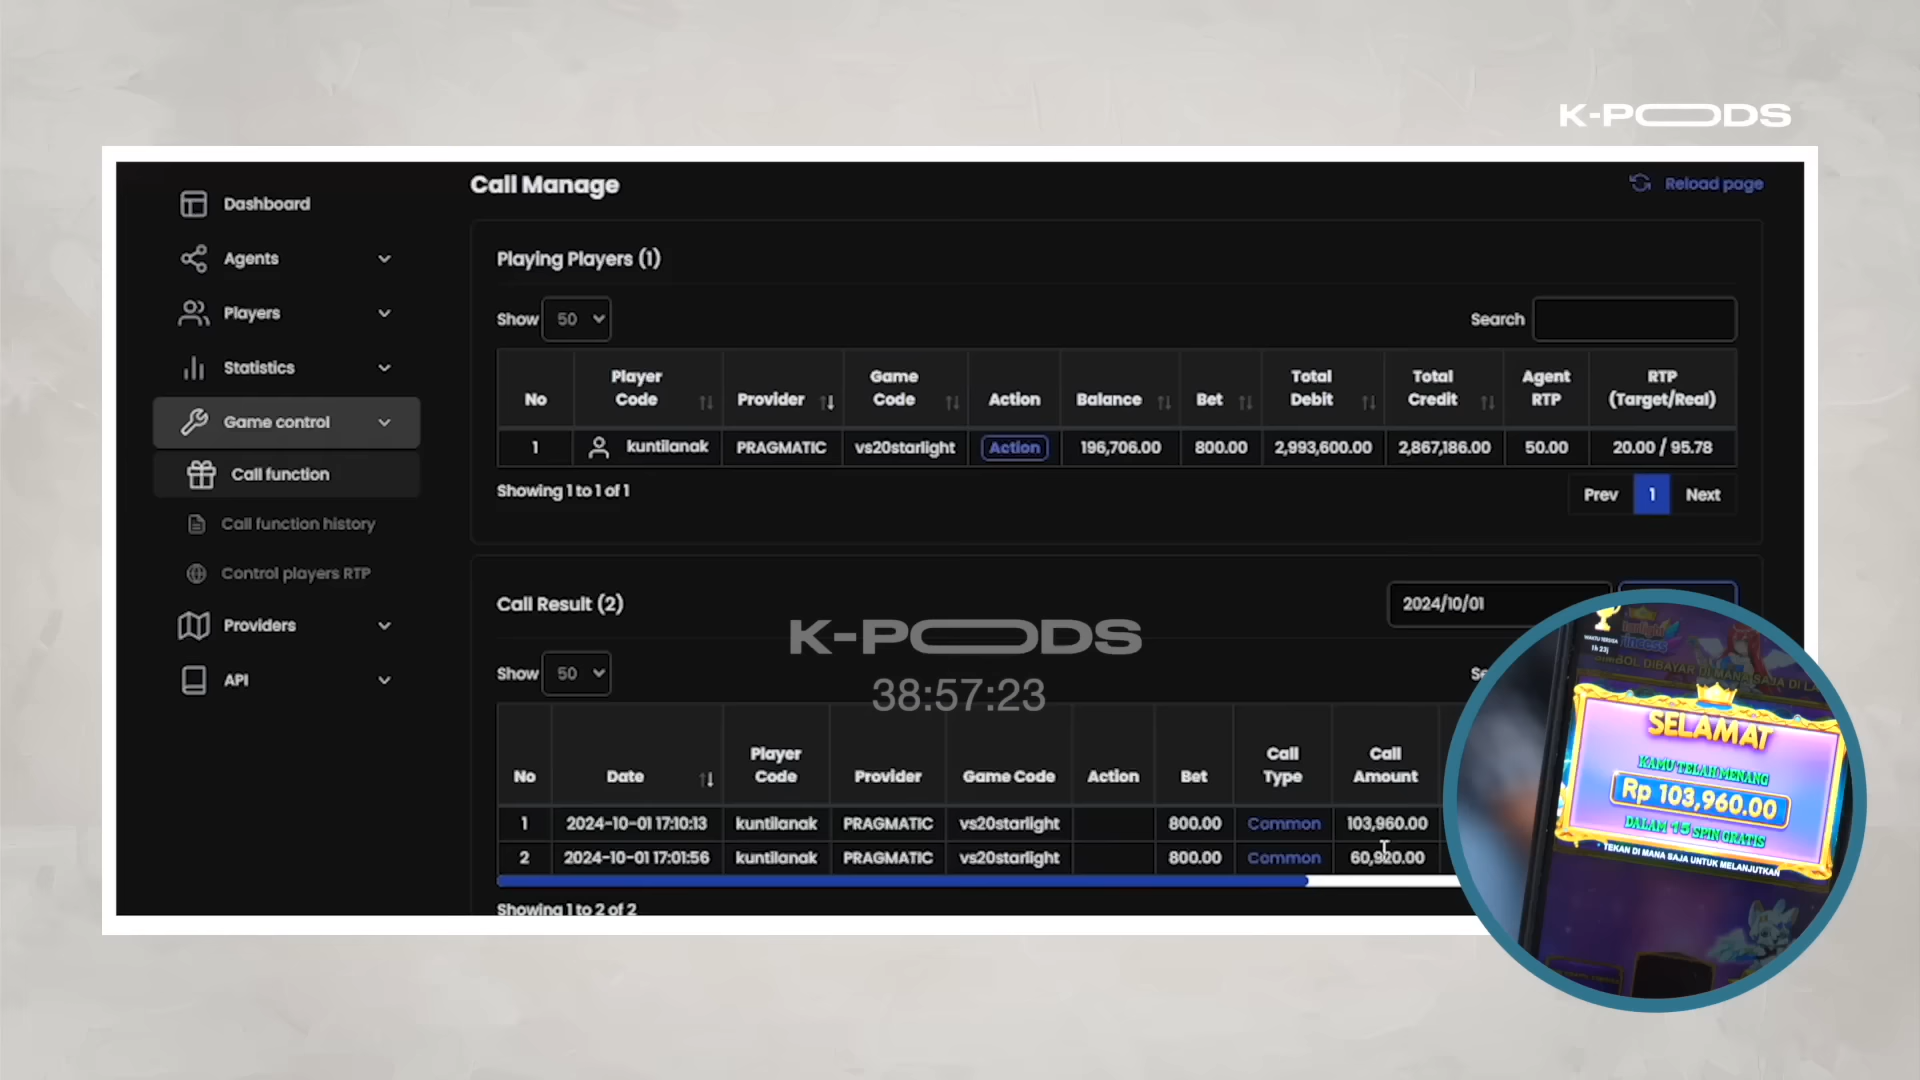 K-POODS
Call Manage
Reload page
Dashboard
Agents
Players
Statistics
Game control
Call function
Call function history
Control players RTP
Providers
API
Playing Players (1)
Show 50
Search
No Player Code Provider Game Code Action Balance Bet Total Debit Total Credit Agent RTP RTP (Target/Real)
1 kuntilanak PRAGMATIC vs20starlight Action 196,706.00 800.00 2,993,600.00 2,867,186.00 50.00 20.00 / 95.78
Showing 1 to 1 of 1
Prev 1 Next
Call Result (2)
2024/10/01
K-POODS
38:57:23
Show 50
No Date Player Code Provider Game Code Action Bet Call Type Call Amount
1 2024-10-01 17:10:13 kuntilanak PRAGMATIC vs20starlight 800.00 Common 103,960.00
2 2024-10-01 17:01:56 kuntilanak PRAGMATIC vs20starlight 800.00 Common 60,920.00
Showing 1 to 2 of 2
SELAMAT
KAMU TELAH MENANG
Rp 103,960.00
DALAM 15 SPIN GRATIS
TEKAN DI MANA SAJA UNTUK MELANJUTKAN